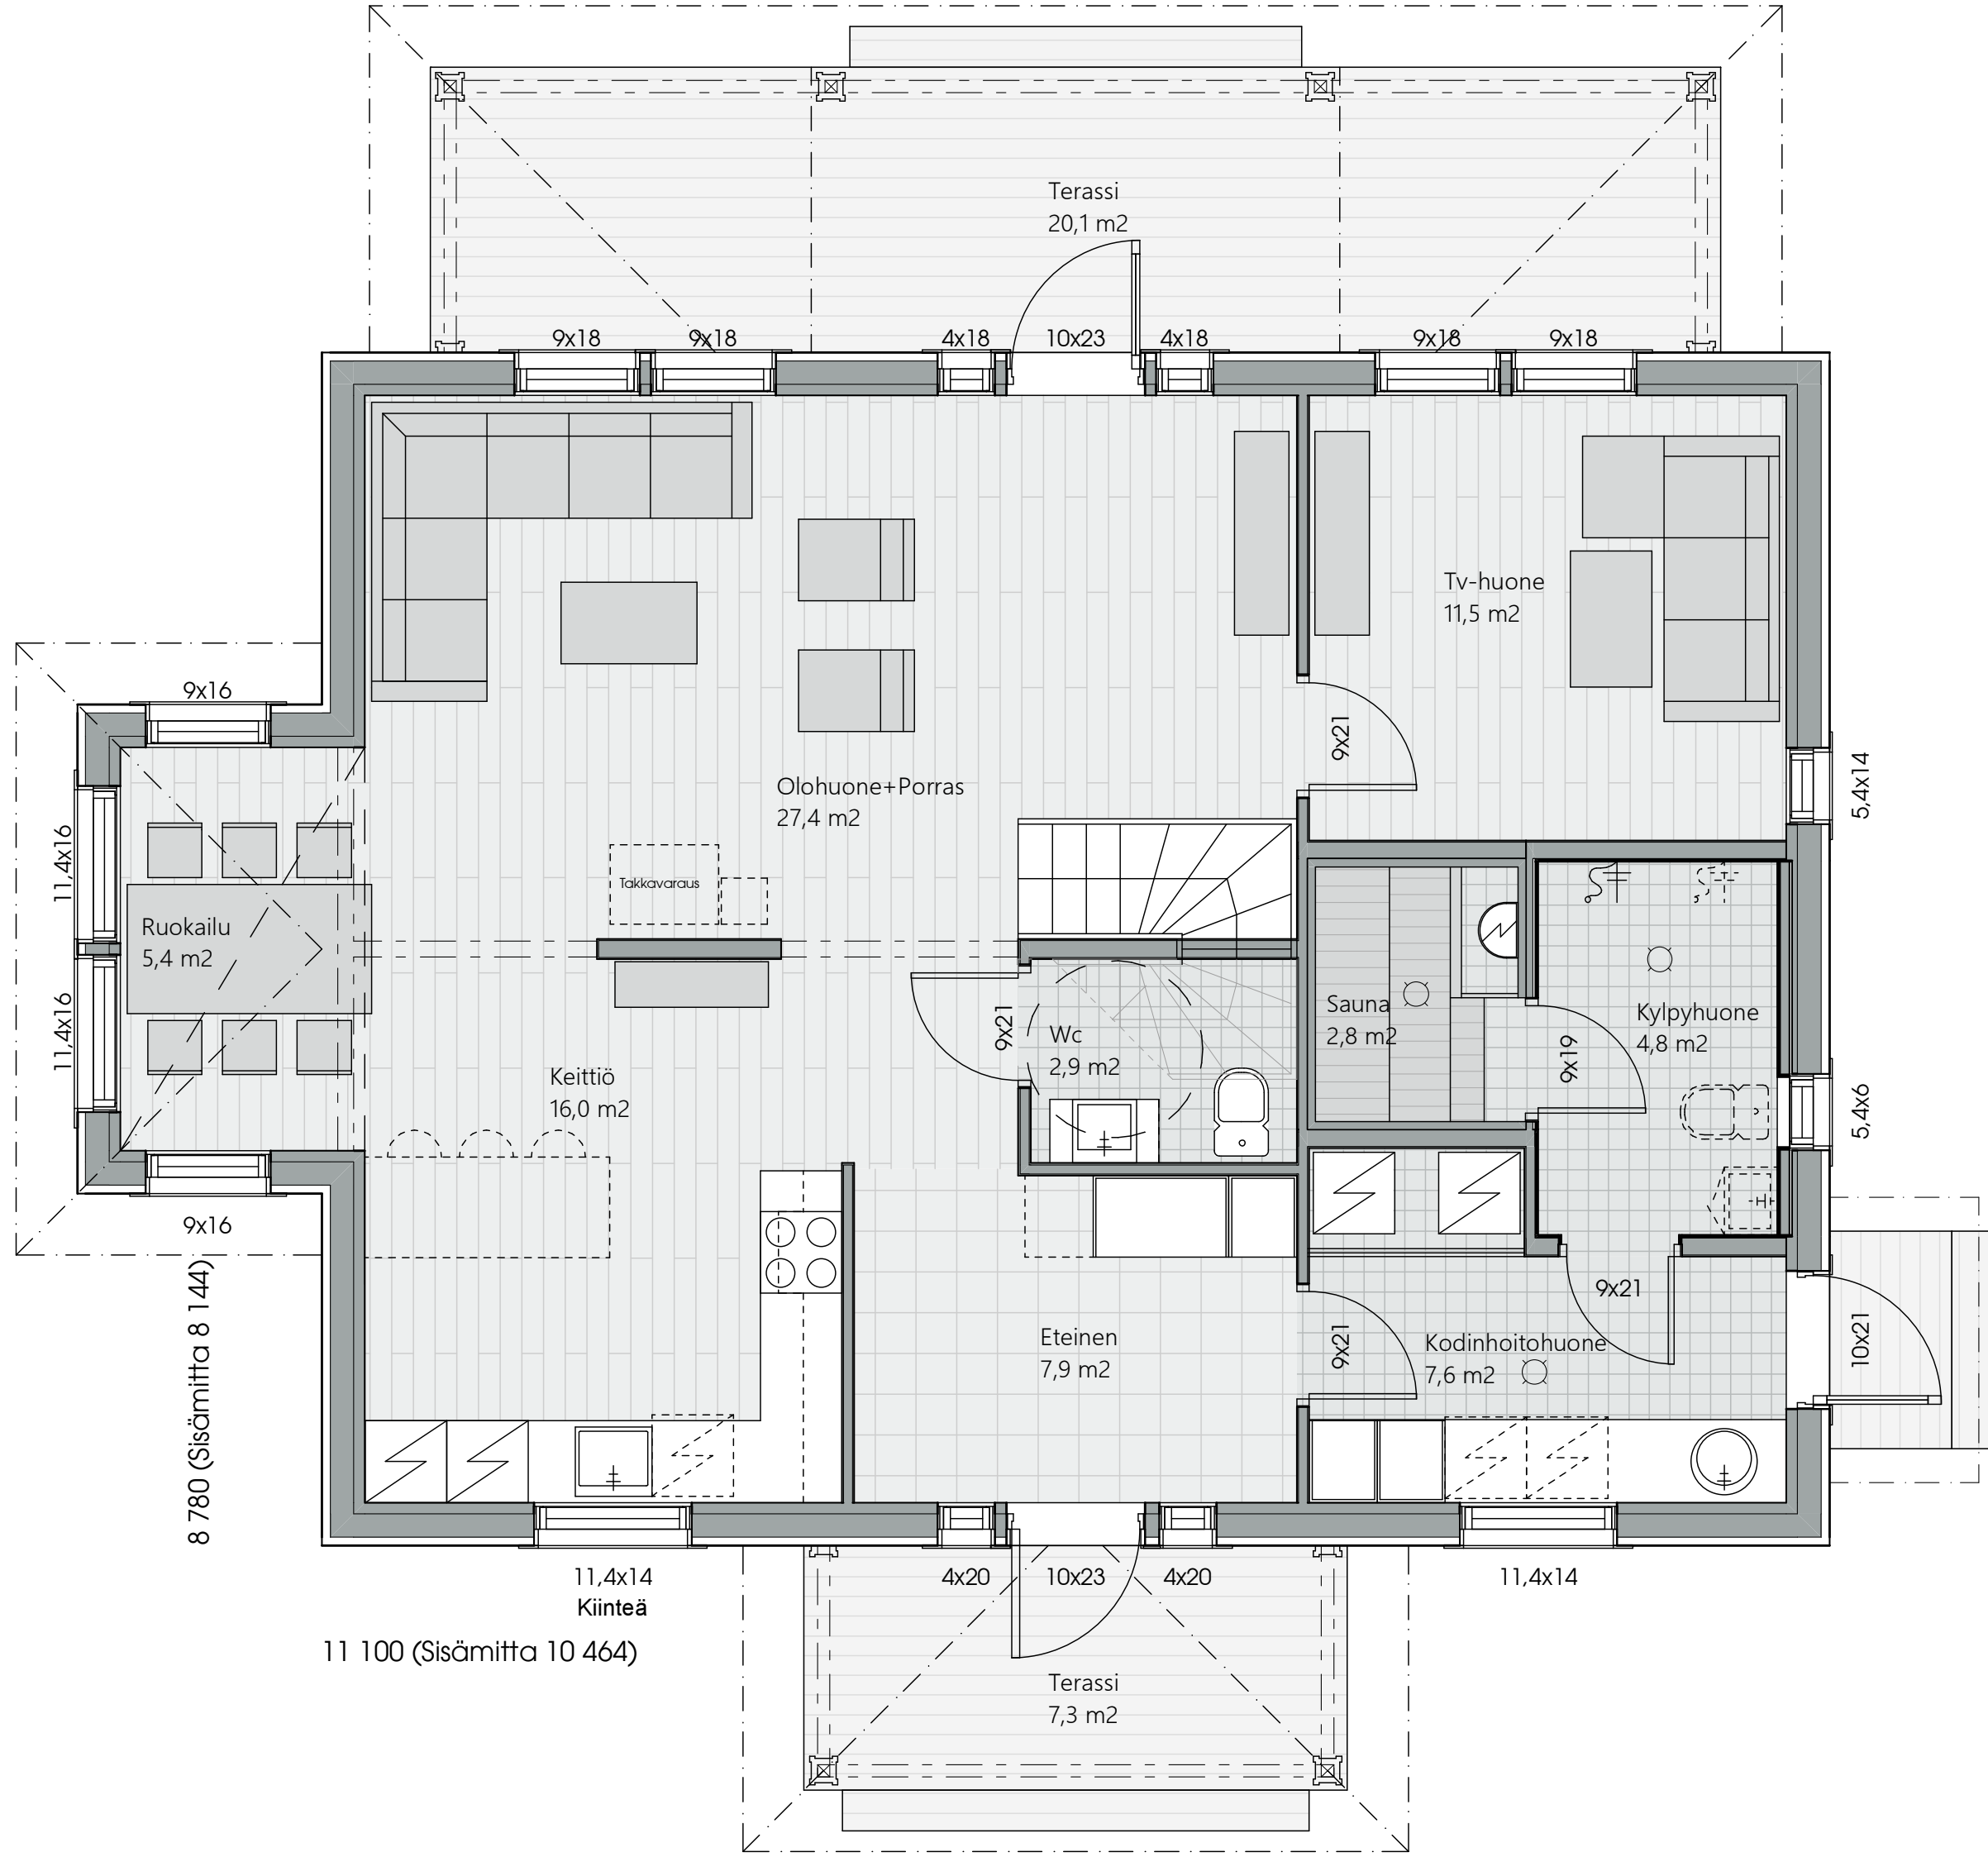 Terassi
20,1 m2
9x18
9x18
4x18
10x23
4x18
9x18
9x18
Tv-huone
11,5 m2
9x16
9x21
Olohuone+Porras
27,4 m2
5,4x14
11,4x16
Takkavaraus
Ruokailu
5,4 m2
11,4x16
Sauna
2,8 m2
Kylpyhuone
4,8 m2
9x21
Wc
2,9 m2
9x19
Keittiö
16,0 m2
5,4x6
9x16
9x21
8 780 (Sisämitta 8 144)
Eteinen
7,9 m2
9x21
Kodinhoitohuone
7,6 m2
10x21
11,4x14
Kiinteä
4x20
10x23
4x20
11,4x14
11 100 (Sisämitta 10 464)
Terassi
7,3 m2